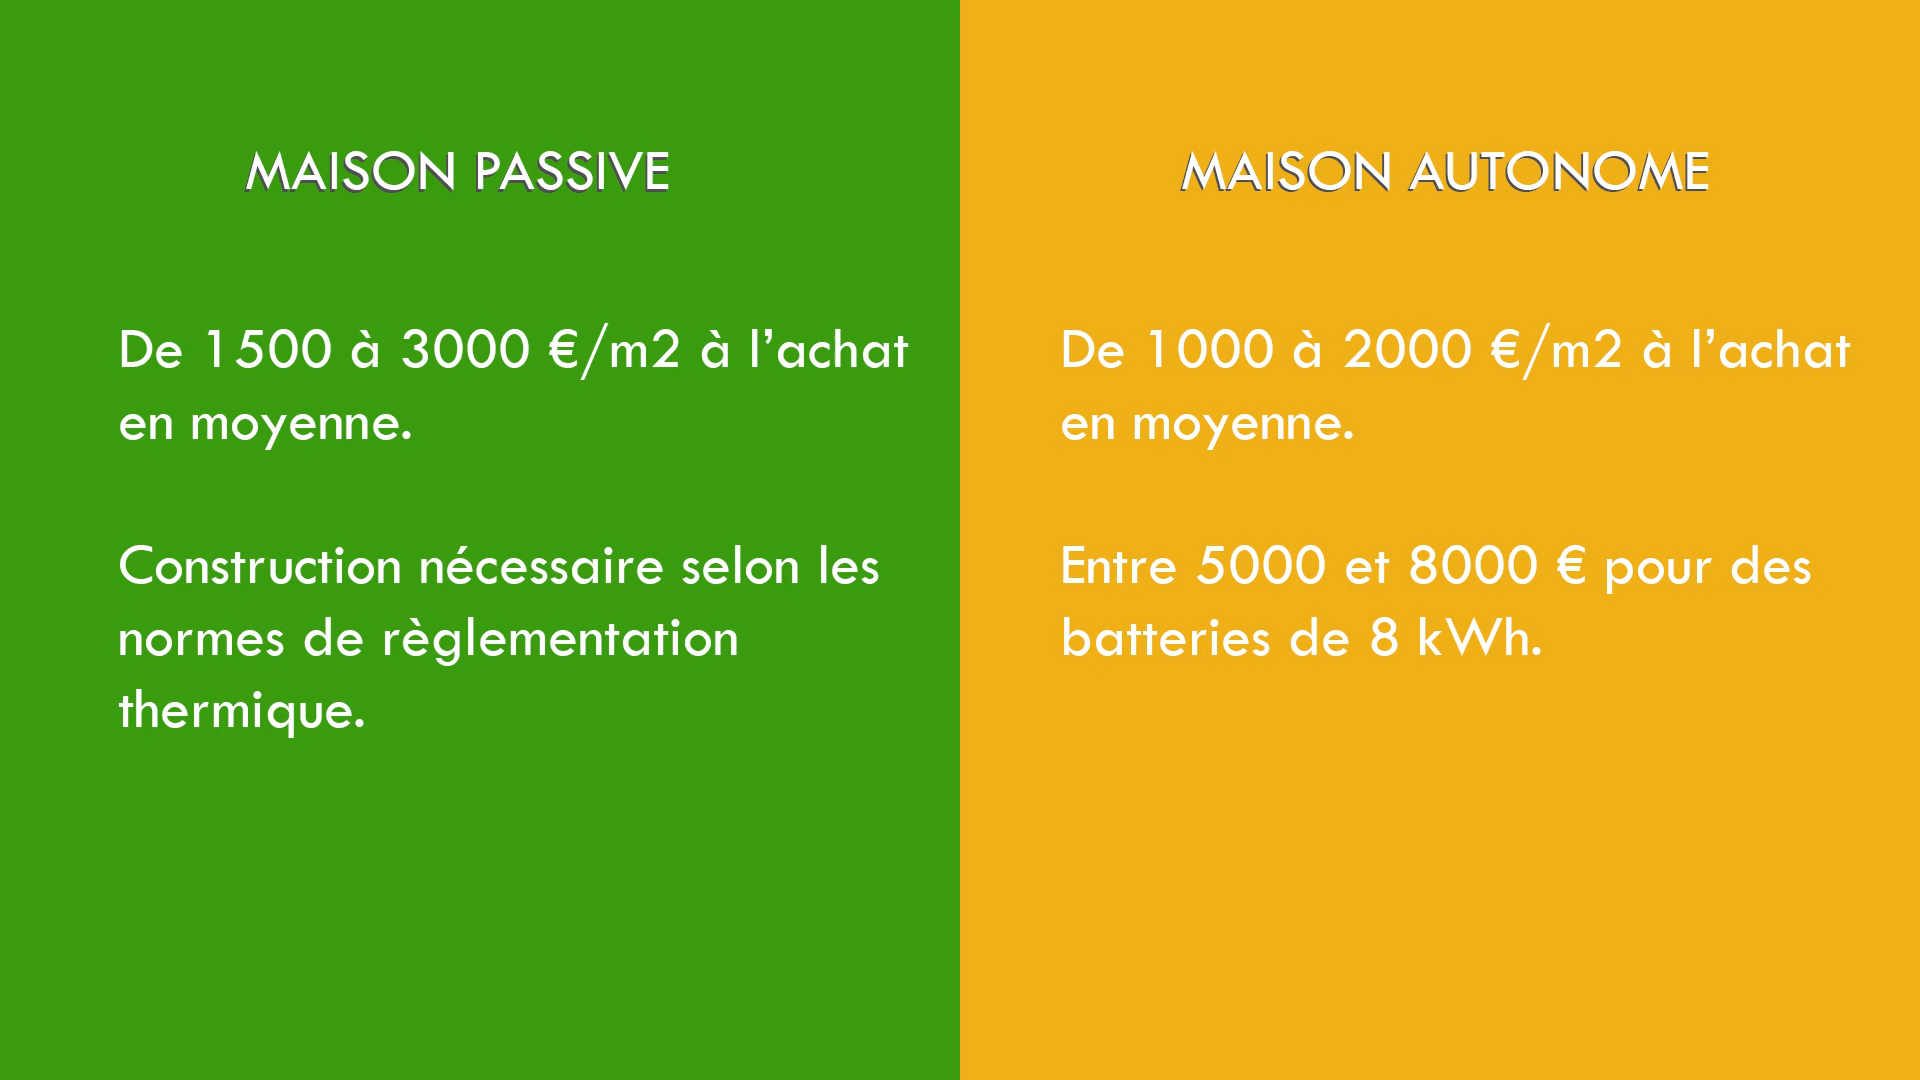 MAISON PASSIVE
De 1500 à 3000 €/m2 à l’achat
en moyenne.
Construction nécessaire selon les
normes de règlementation
thermique.
MAISON AUTONOME
De 1000 à 2000 €/m2 à l’achat
en moyenne.
Entre 5000 et 8000 € pour des
batteries de 8 kWh.